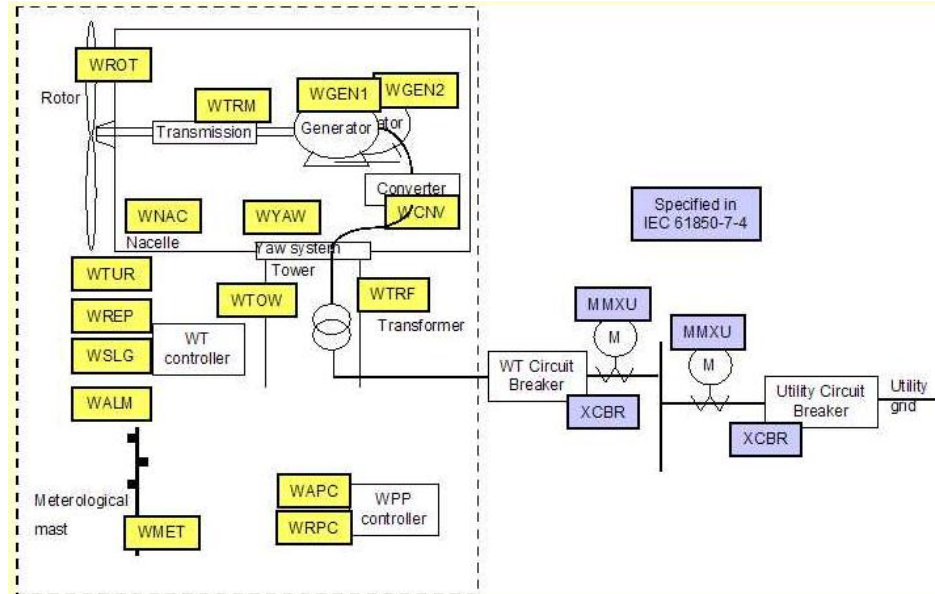 WROT
Rotor
WTRM
Transmission
WGEN1
WGEN2
Generator
ator
Converter
WCNV
WNAC
Nacelle
WYAW
Yaw system
Tower
WTUR
WTOW
WTRF
Transformer
WREP
WSLG
WT
controller
WALM
Meterological
mast
WMET
WAPC
WRPC
WPP
controller
Specified in
IEC 61850-7-4
MMXU
M
WT Circuit
Breaker
XCBR
MMXU
M
Utility Circuit
Breaker
XCBR
Utility
grid